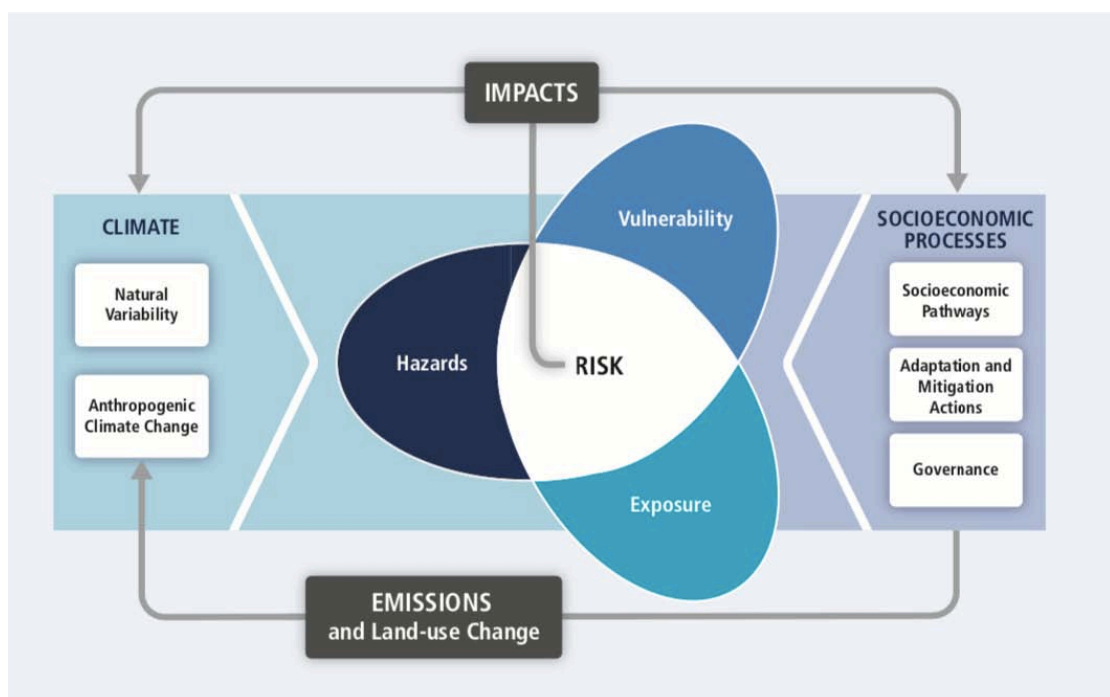 IMPACTS
CLIMATE
Natural
Variability
Anthropogenic
Climate Change
Hazards
Vulnerability
RISK
Exposure
SOCIOECONOMIC
PROCESSES
Socioeconomic
Pathways
Adaptation and
Mitigation
Actions
Governance
EMISSIONS
and Land-use Change